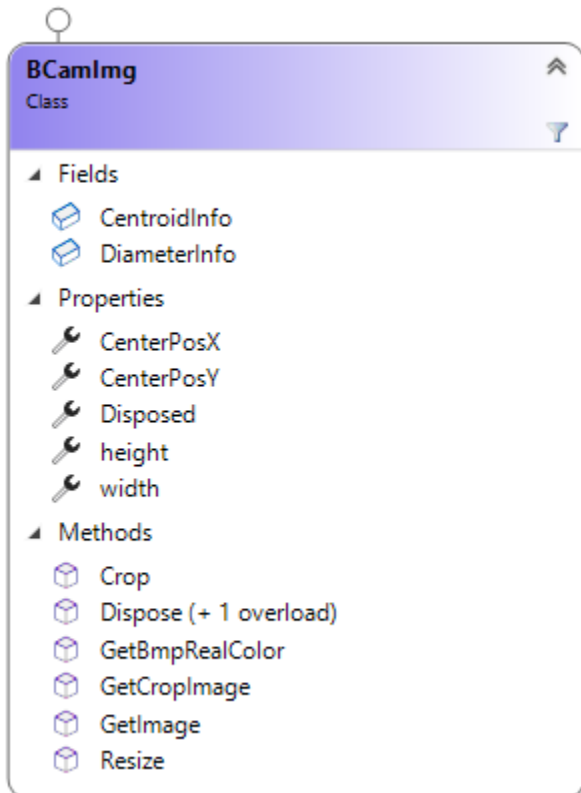 BCamImg
Class
Fields
CentroidInfo
DiameterInfo
Properties
CenterPosX
CenterPosY
Disposed
height
width
Methods
Crop
Dispose (+ 1 overload)
GetBmpRealColor
GetCropImage
GetImage
Resize